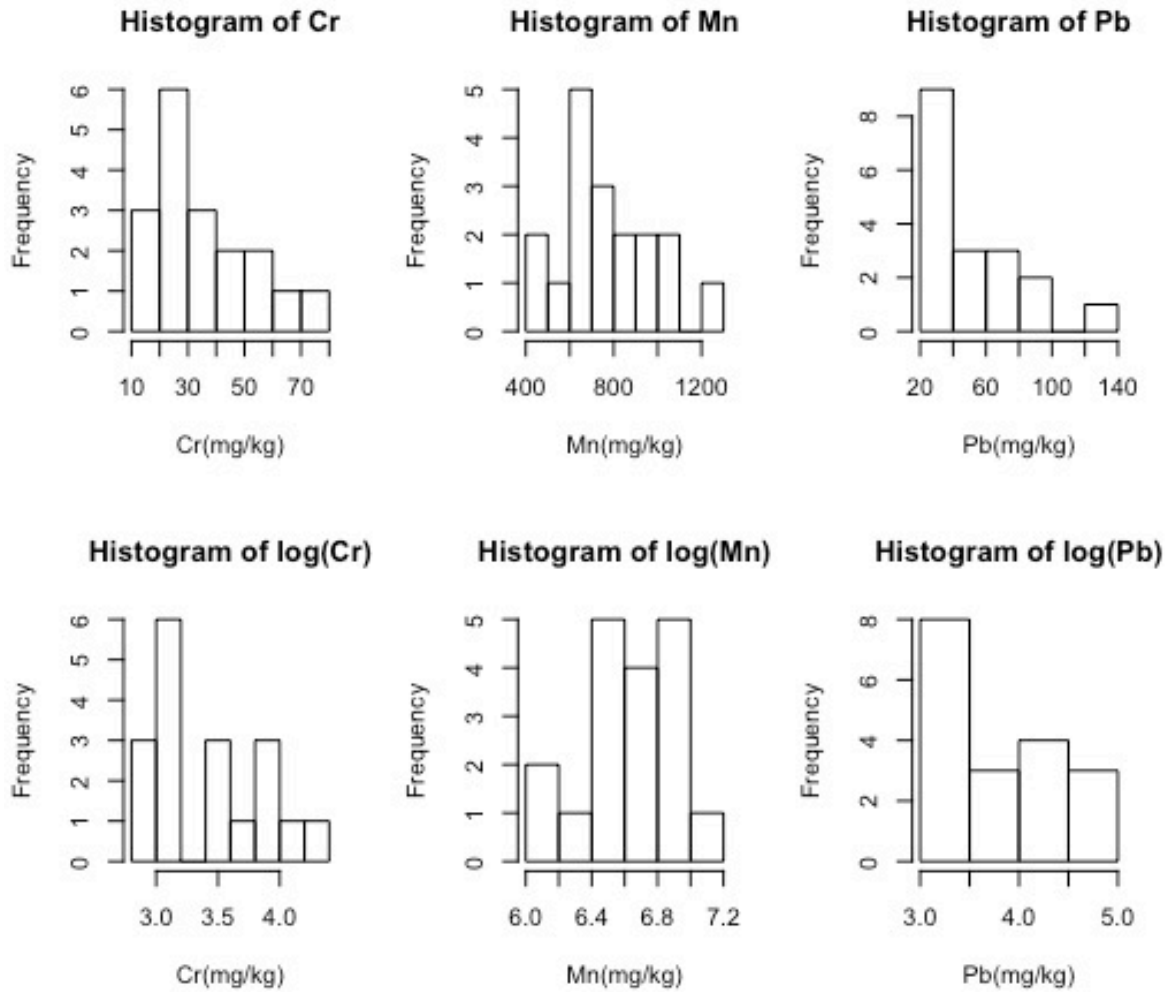 Histogram of Cr
Frequency
0 1 2 3 4 5 6
10 30 50 70
Cr(mg/kg)
Histogram of Mn
Frequency
0 1 2 3 4 5
400 800 1200
Mn(mg/kg)
Histogram of Pb
Frequency
0 2 4 6 8
20 60 100 140
Pb(mg/kg)
Histogram of log(Cr)
Frequency
0 1 2 3 4 5 6
3.0 3.5 4.0
Cr(mg/kg)
Histogram of log(Mn)
Frequency
0 1 2 3 4 5
6.0 6.4 6.8 7.2
Mn(mg/kg)
Histogram of log(Pb)
Frequency
0 2 4 6 8
3.0 4.0 5.0
Pb(mg/kg)